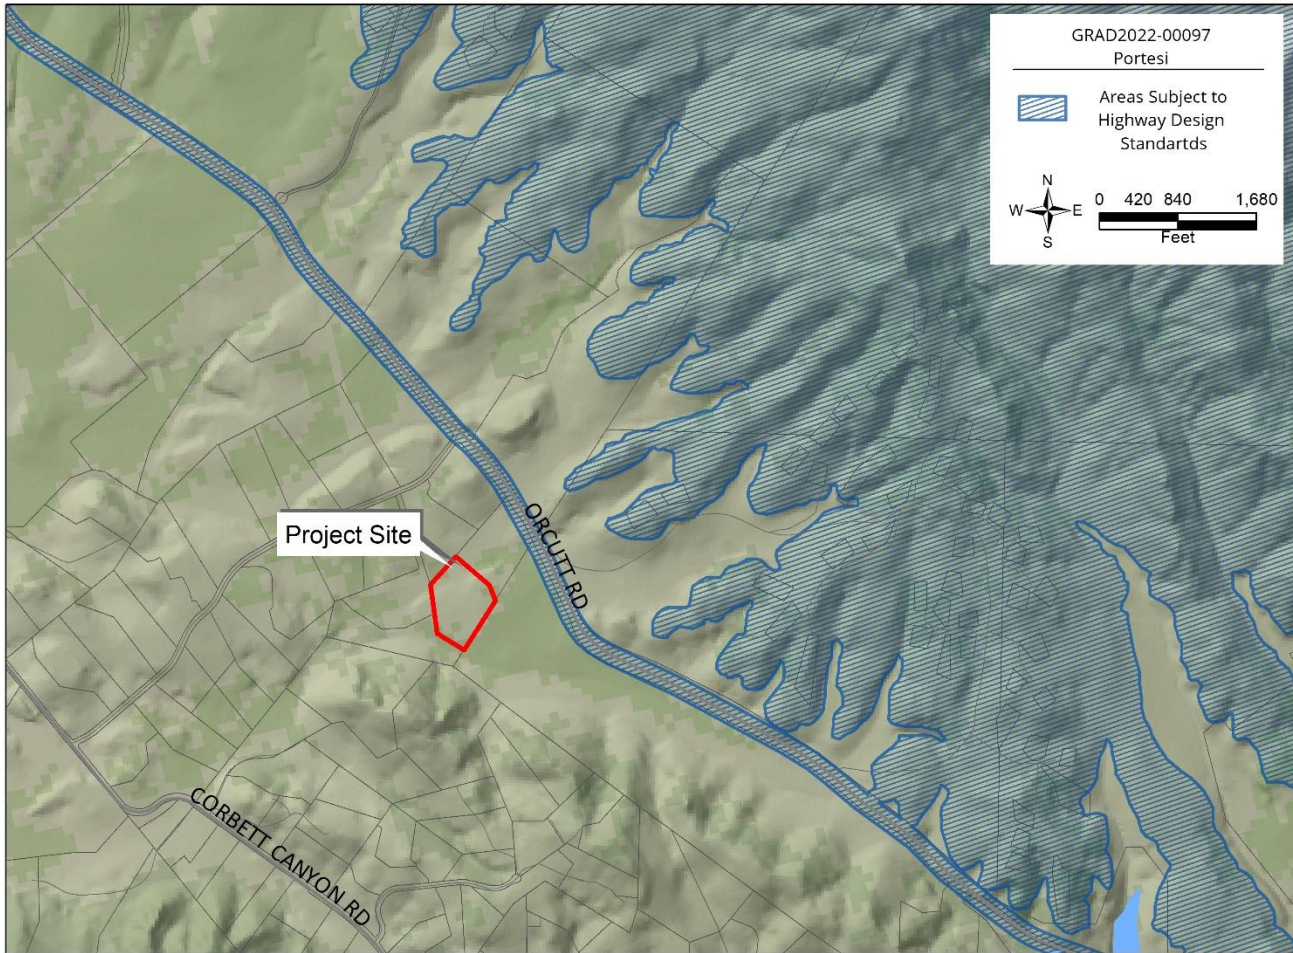 GRAD2022-00097
Portesi
Areas Subject to
Highway Design
Standartds
N
W E
S
0 420 840 1,680
Feet
Project Site
ORCUTT RD
CORBETT CANYON RD